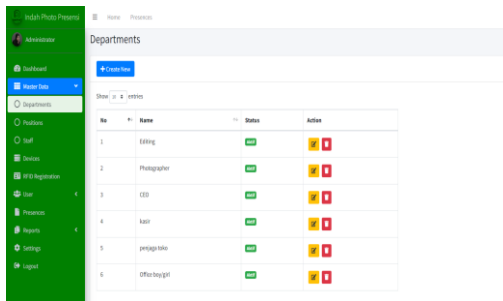 Indah Photo Presensi
Home Presences
Administrator
Departments
Dashboard
Master Data
Departments
Positions
Staff
Devices
RFID Registration
User
Presences
Reports
Settings
Logout
+Create New
Show entries
No Name Status Action
1 Editing
2 Photographer
3 CEO
4 kasir
5 penjaga toko
6 Office boy/girl